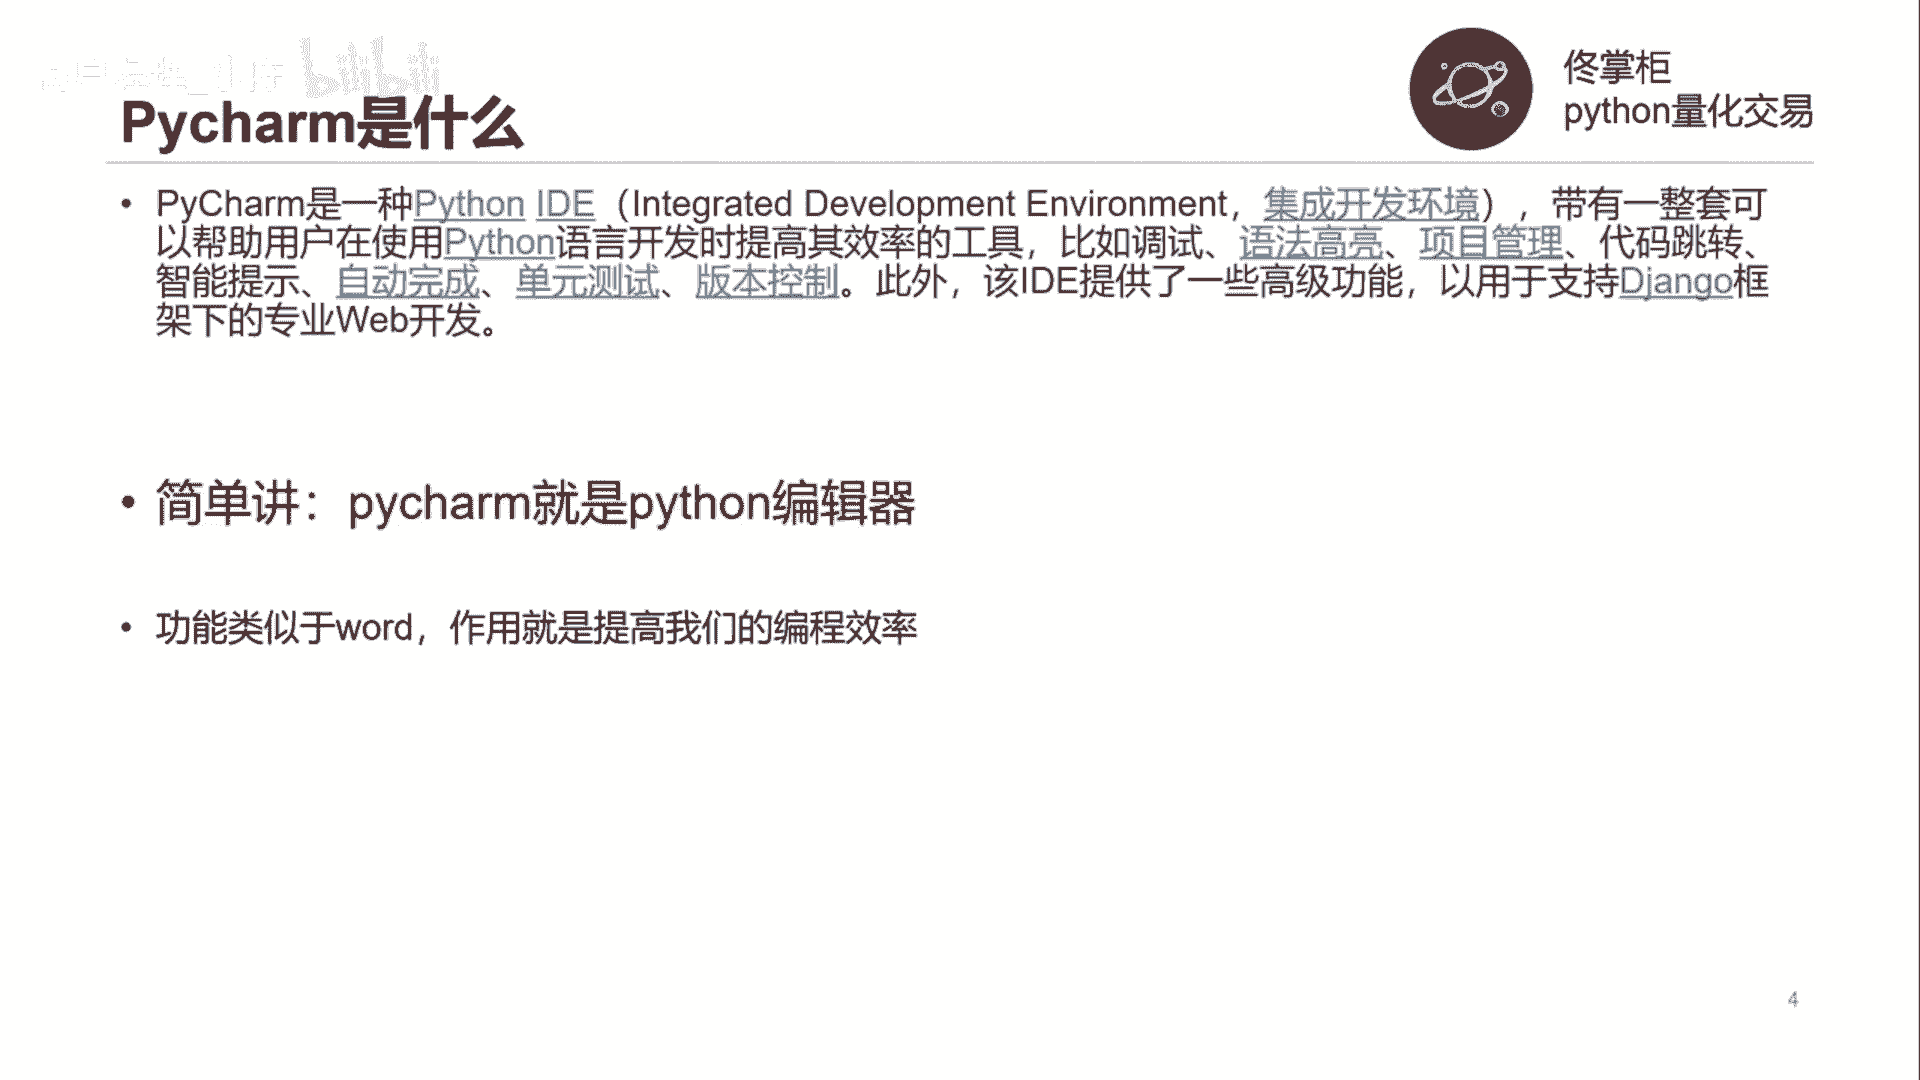 bilibili
佟掌柜
python量化交易
Pycharm是什么
• PyCharm是一种Python IDE（Integrated Development Environment，集成开发环境），带有一整套可
以帮助用户在使用Python语言开发时提高其效率的工具，比如调试、语法高亮、项目管理、代码跳转、
智能提示、自动完成、单元测试、版本控制。此外，该IDE提供了一些高级功能，以用于支持Django框
架下的专业Web开发。
• 简单讲：pycharm就是python编辑器
• 功能类似于word，作用就是提高我们的编程效率
4